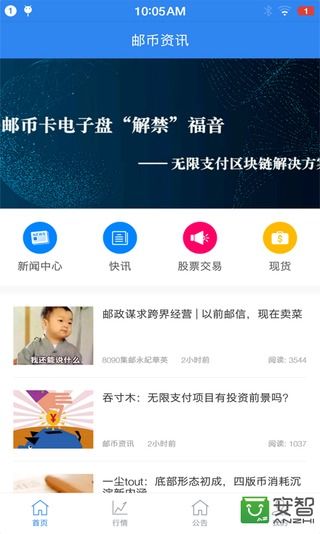 1
10:05AM
1
邮币资讯
邮币卡电子盘“解禁”福音
—— 无限支付区块链解决方案
NEWS
新闻中心
快讯
股票交易
现货
邮政谋求跨界经营 | 以前邮信，现在卖菜
我还能说什么
8090集邮永纪草英
2小时前
阅读: 3544
吞寸木：无限支付项目有投资前景吗？
¥
邮币资讯
2小时前
阅读: 1037
一尘tout：底部形态初成，四版币消耗沉
淀新内涵
首页
行情
公告
AZ
安智
ANZHI